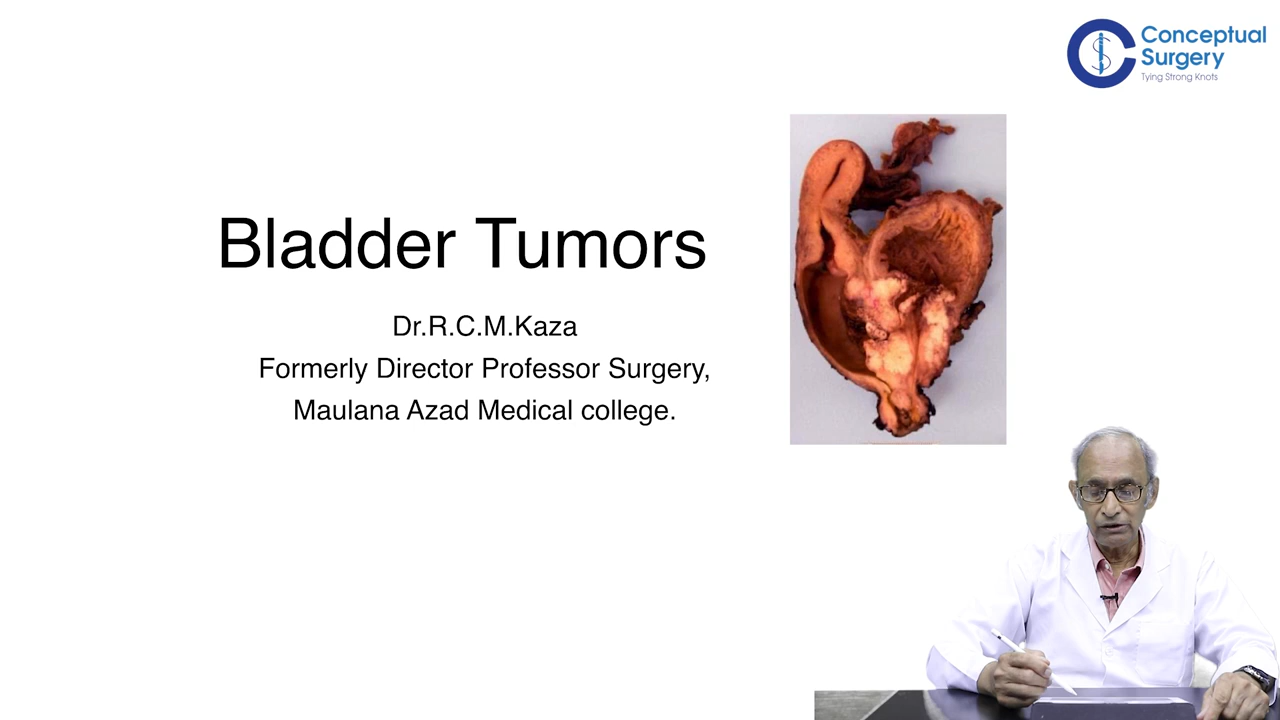 Conceptual
Surgery
Tying Strong Knots
Bladder Tumors
Dr.R.C.M.Kaza
Formerly Director Professor Surgery,
Maulana Azad Medical college.